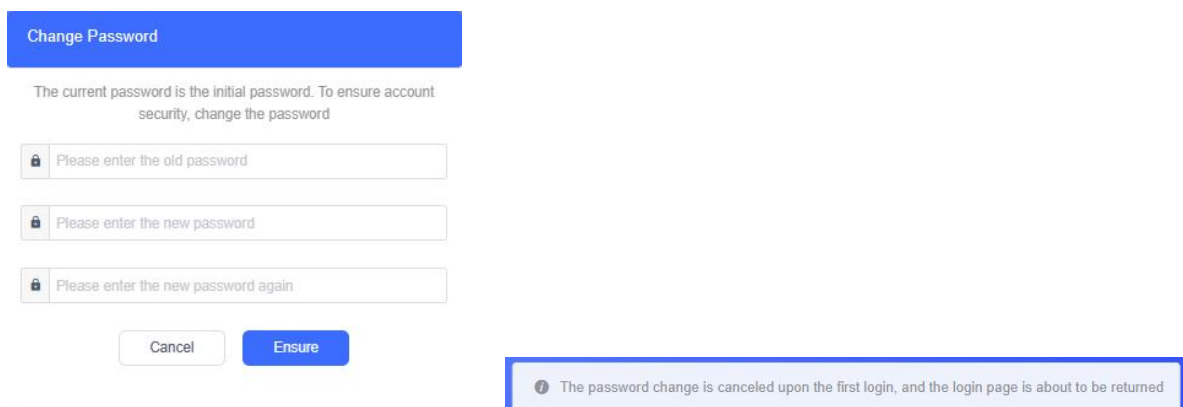 Change Password
The current password is the initial password. To ensure account
security, change the password
Please enter the old password
Please enter the new password
Please enter the new password again
Cancel
Ensure
The password change is canceled upon the first login, and the login page is about to be returned